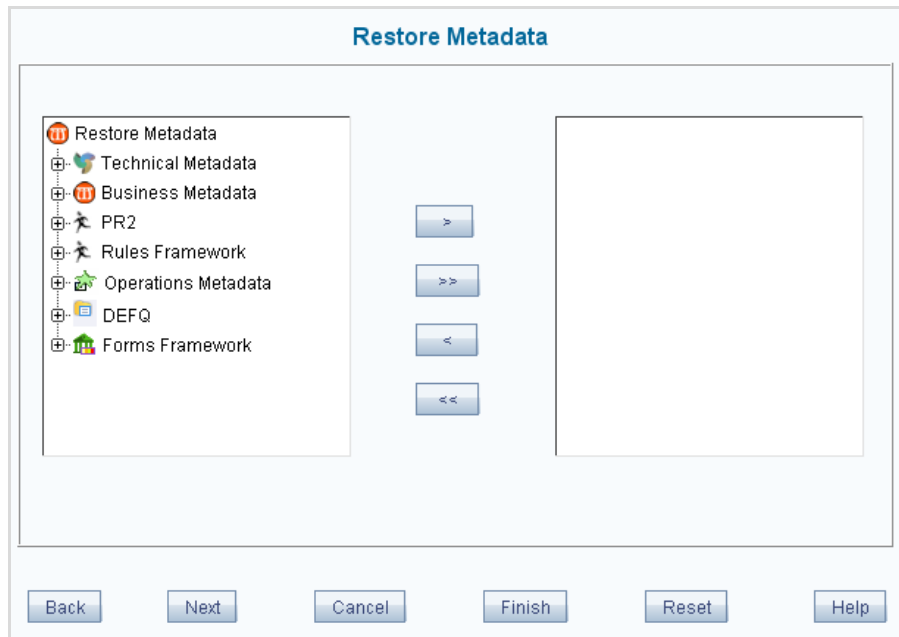 Restore Metadata
Restore Metadata
Technical Metadata
Business Metadata
PR2
Rules Framework
Operations Metadata
DEFQ
Forms Framework
>
>>
<
<<
Back Next Cancel Finish Reset Help